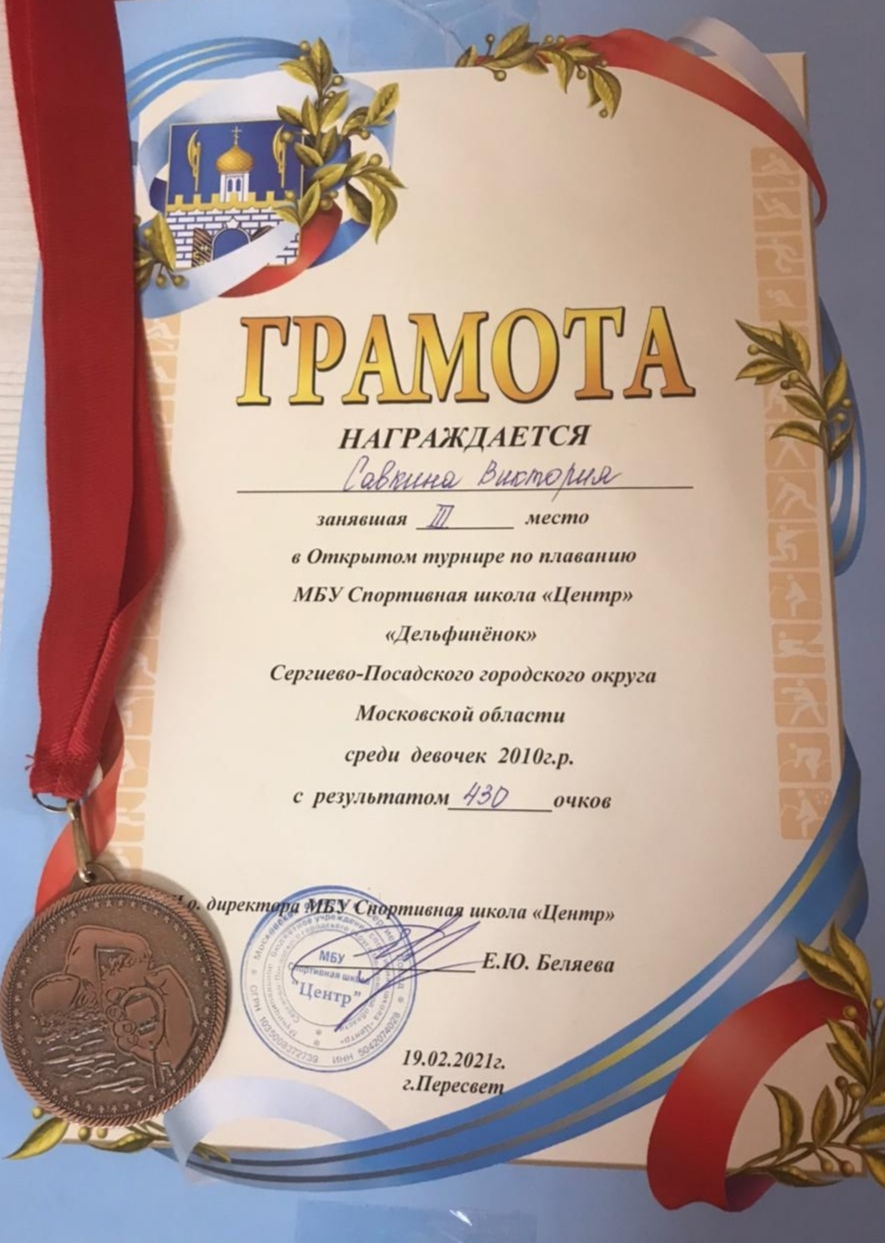 ГРАМОТА
НАГРАЖДАЕТСЯ
Савкина Виктория
занявшая III место
в Открытом турнире по плаванию
МБУ Спортивная школа «Центр»
«Дельфинёнок»
Сергиево-Посадского городского округа
Московской области
среди девочек 2010г.р.
с результатом 430 очков
И.о. директора МБУ Спортивная школа «Центр»
Е.Ю. Беляева
МБУ
Спортивная школа
"Центр"
19.02.2021г.
г.Пересвет